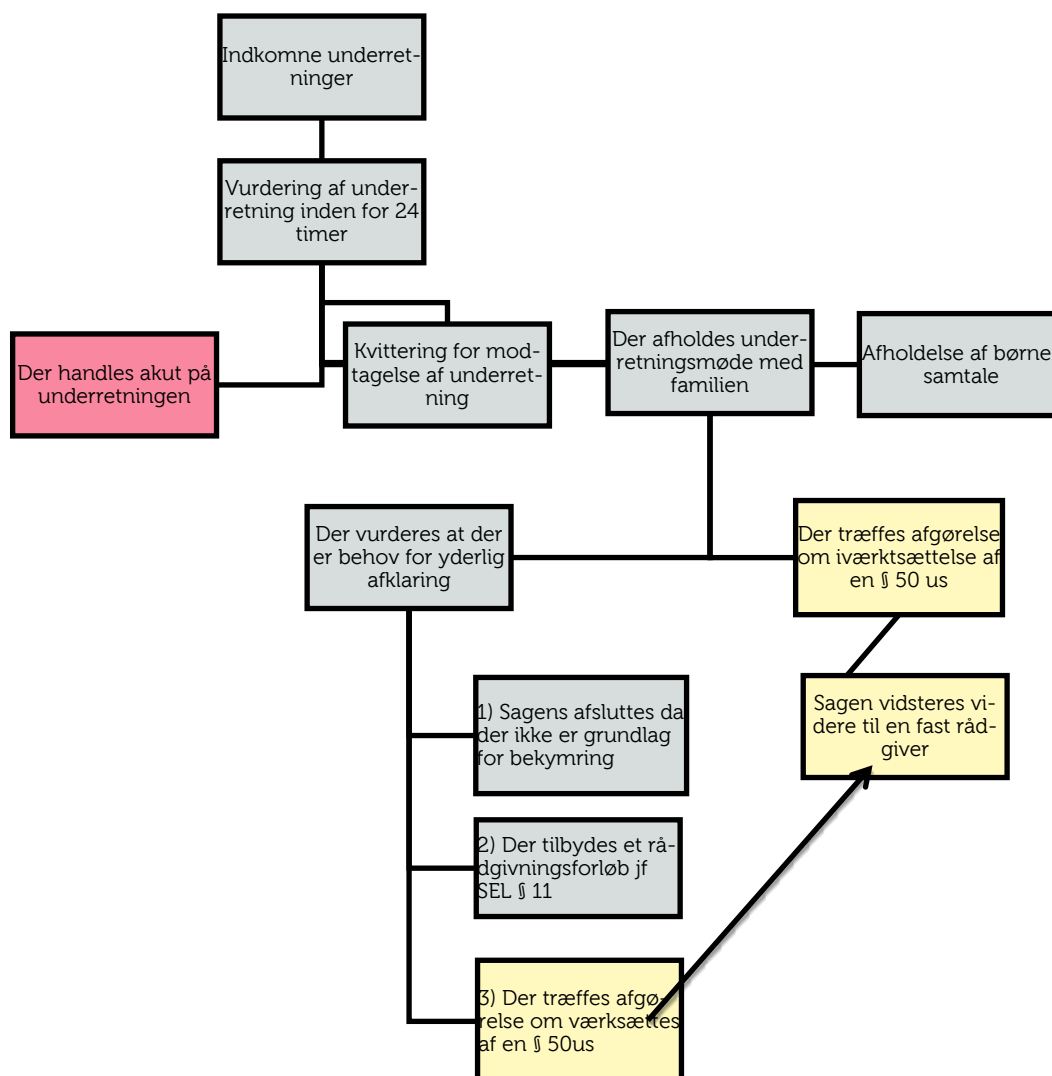 Indkomne underret-
ninger
Vurdering af under-
retning inden for 24
timer
Der handles akut på
underretningen
Kvittering for mod-
tagelse af underret-
ning
Der afholdes under-
retningsmøde med
familien
Afholdelse af børne
samtale
Der vurderes at der
er behov for yderlig
afklaring
Der træffes afgørelse
om iværktsættelse af
en § 50 us
1) Sagens afsluttes da
der ikke er grundlag
for bekymring
Sagen vidsteres vi-
dere til en fast råd-
giver
2) Der tilbydes et rå-
dgivningsforløb jf
SEL § 11
3) Der træffes afgø-
relse om værksættes
af en § 50us